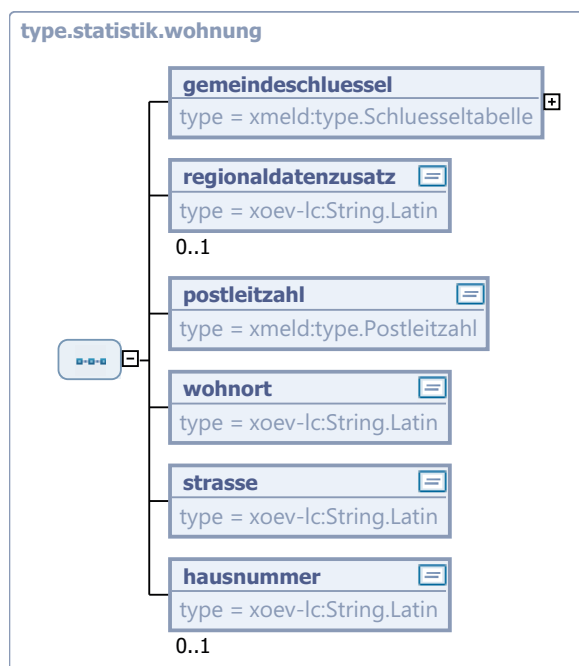 type.statistik.wohnung
gemeindeschluessel
type = xmeld:type.Schluesseltabelle
regionaldatenzusatz
type = xoev-lc:String.Latin
0..1
postleitzahl
type = xmeld:type.Postleitzahl
wohnort
type = xoev-lc:String.Latin
strasse
type = xoev-lc:String.Latin
hausnummer
type = xoev-lc:String.Latin
0..1